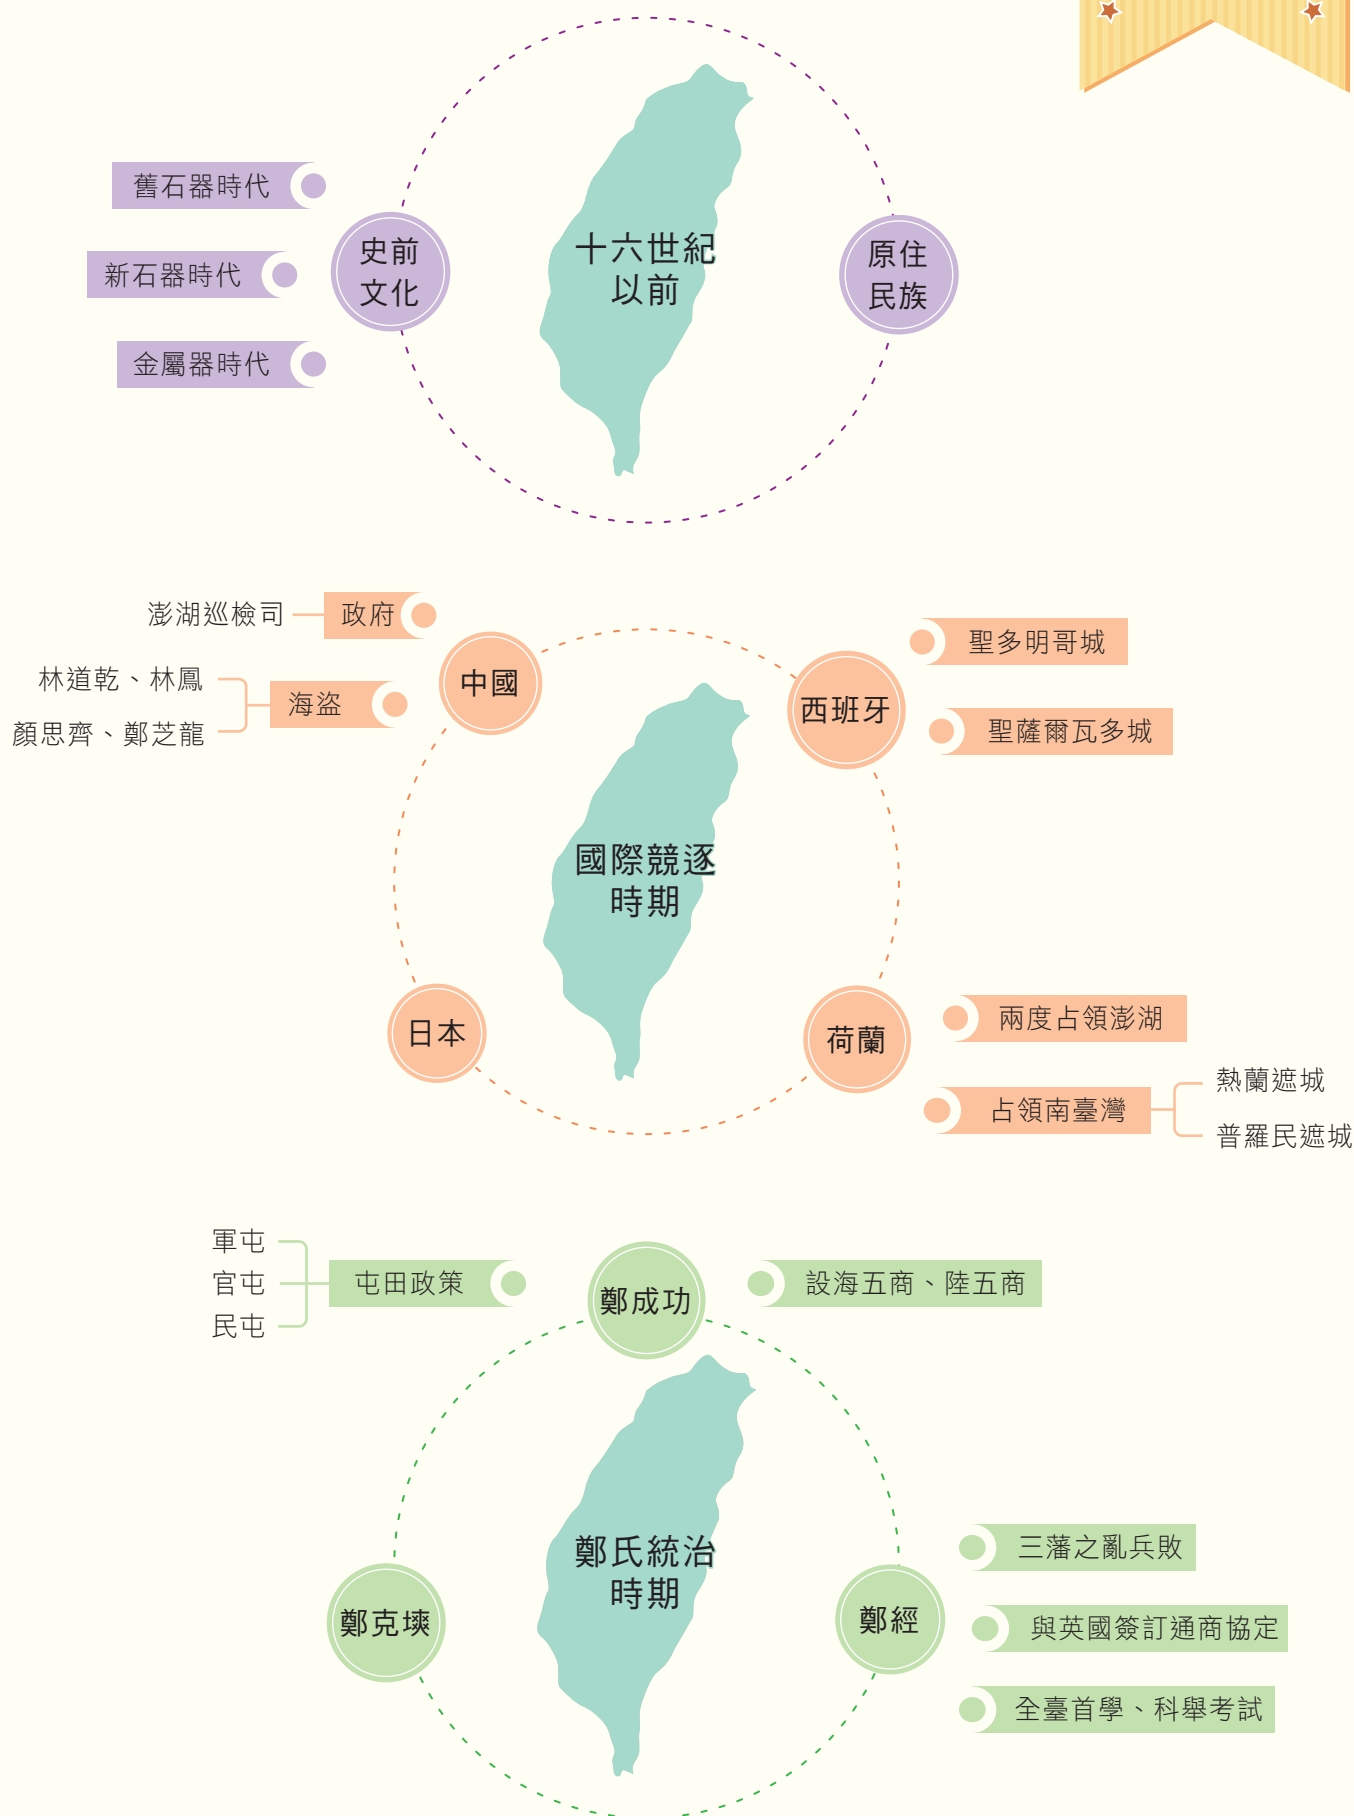 舊石器時代
新石器時代
金屬器時代
史前
文化
十六世紀
以前
原住
民族
澎湖巡檢司
政府
林道乾、林鳳
顏思齊、鄭芝龍
海盜
中國
西班牙
聖多明哥城
聖薩爾瓦多城
國際競逐
時期
日本
荷蘭
兩度占領澎湖
占領南臺灣
熱蘭遮城
普羅民遮城
軍屯
官屯
民屯
屯田政策
鄭成功
設海五商、陸五商
鄭氏統治
時期
鄭克塽
鄭經
三藩之亂兵敗
與英國簽訂通商協定
全臺首學、科舉考試